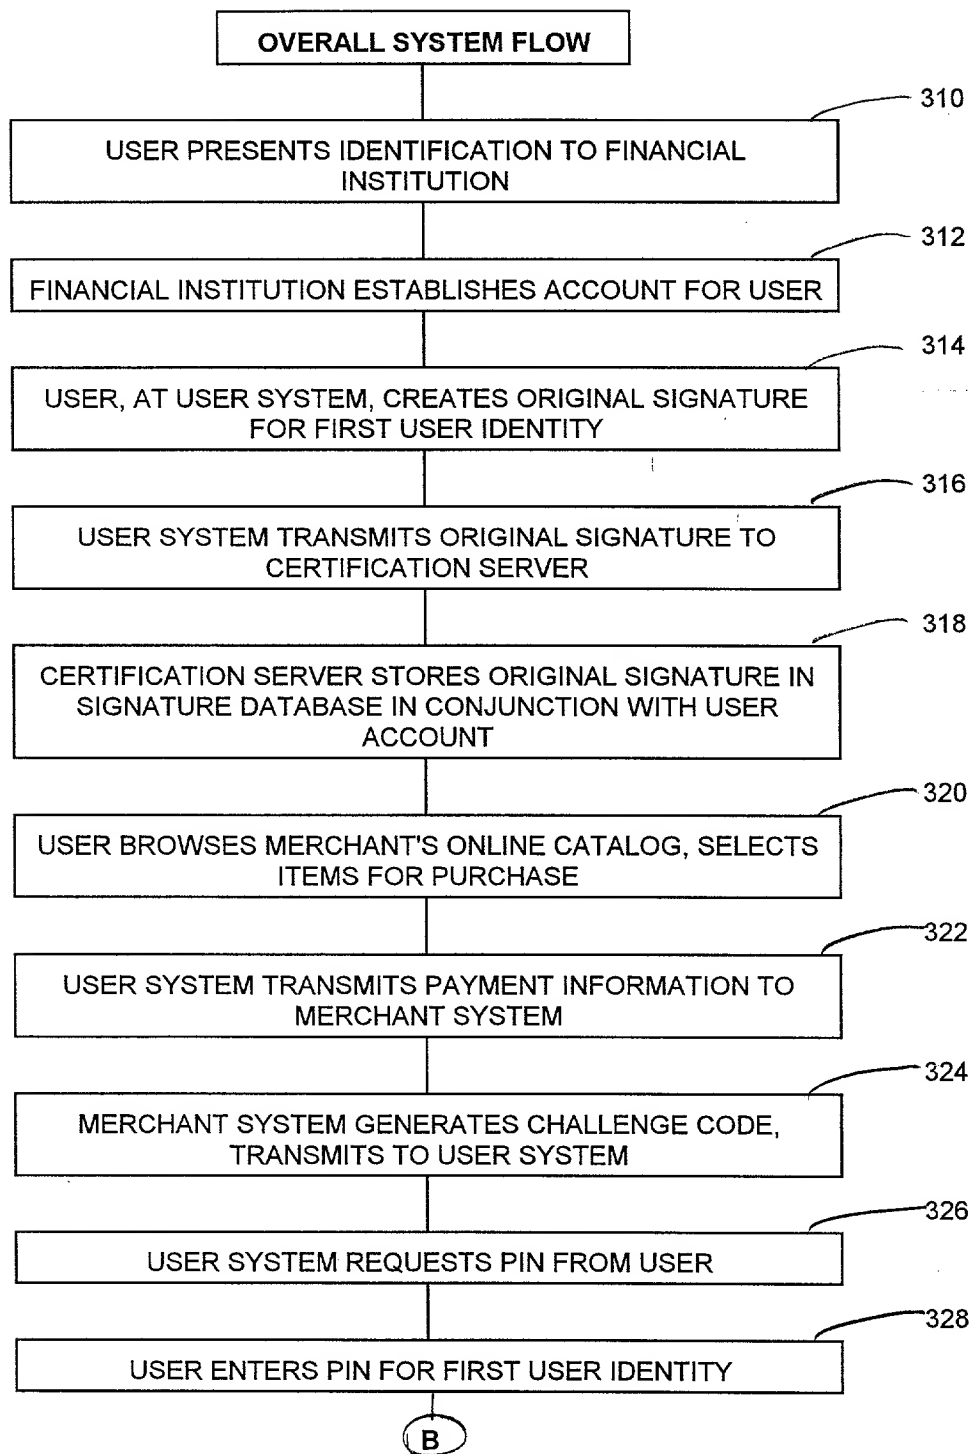 OVERALL SYSTEM FLOW
310
USER PRESENTS IDENTIFICATION TO FINANCIAL
INSTITUTION
312
FINANCIAL INSTITUTION ESTABLISHES ACCOUNT FOR USER
314
USER, AT USER SYSTEM, CREATES ORIGINAL SIGNATURE
FOR FIRST USER IDENTITY
316
USER SYSTEM TRANSMITS ORIGINAL SIGNATURE TO
CERTIFICATION SERVER
318
CERTIFICATION SERVER STORES ORIGINAL SIGNATURE IN
SIGNATURE DATABASE IN CONJUNCTION WITH USER
ACCOUNT
320
USER BROWSES MERCHANT'S ONLINE CATALOG, SELECTS
ITEMS FOR PURCHASE
322
USER SYSTEM TRANSMITS PAYMENT INFORMATION TO
MERCHANT SYSTEM
324
MERCHANT SYSTEM GENERATES CHALLENGE CODE,
TRANSMITS TO USER SYSTEM
326
USER SYSTEM REQUESTS PIN FROM USER
328
USER ENTERS PIN FOR FIRST USER IDENTITY
B